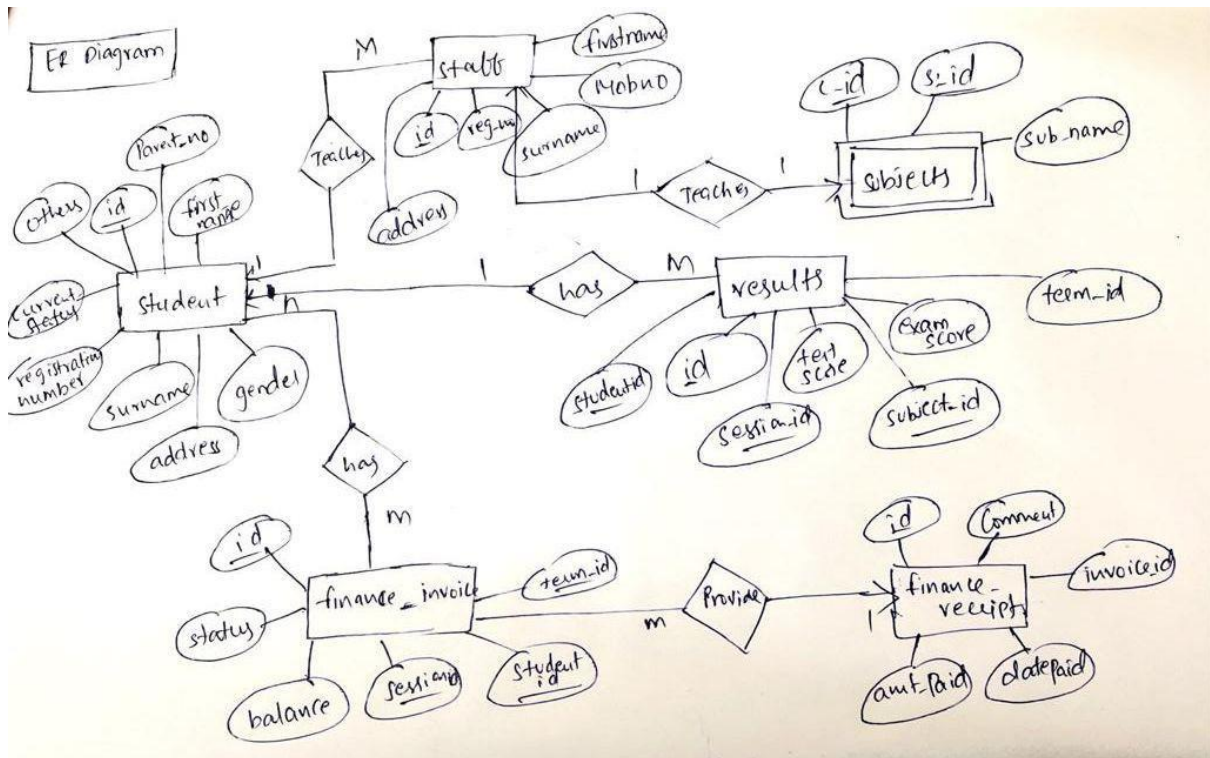 ER Diagram
M
staff
firstname
Mobno
id
reg_no
surname
address
Teaches
c_id
s_id
sub_name
subjects
1
Teaches
1
Parent_no
others
id
first
current
status
student
registration
number
surname
address
gender
1
1
has
M
results
term_id
exam
score
test
score
studentid
id
session_id
subject_id
n
has
m
id
status
finance_invoice
term_id
balance
student
id
m
Provide
1
id
Comment
finance_
receipt
invoice_id
amt_paid
datepaid